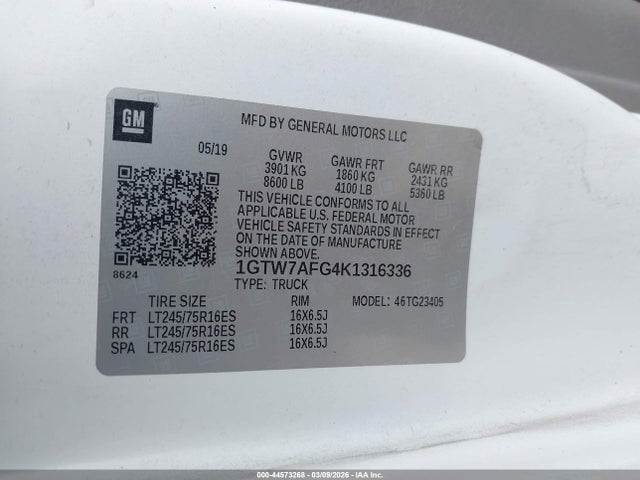 GM
MFD BY GENERAL MOTORS LLC
05/19
GVWR GAWR FRT GAWR RR
3901 KG 1860 KG 2431 KG
8600 LB 4100 LB 5360 LB
THIS VEHICLE CONFORMS TO ALL
APPLICABLE U.S. FEDERAL MOTOR
VEHICLE SAFETY STANDARDS IN EFFECT
ON THE DATE OF MANUFACTURE
SHOWN ABOVE.
8624
1GTW7AFG4K1316336
TYPE: TRUCK
TIRE SIZE RIM MODEL: 46TG23405
FRT LT245/75R16ES 16X6.5J
RR LT245/75R16ES 16X6.5J
SPA LT245/75R16ES 16X6.5J
000-44573268 | 03/09/2026 | IAA Inc.